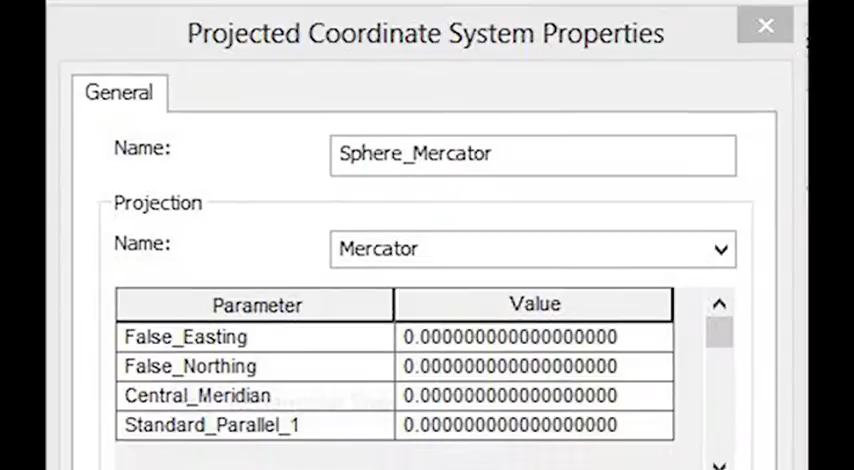 Projected Coordinate System Properties
General
Name: Sphere_Mercator
Projection
Name: Mercator
Parameter Value
False_Easting 0.000000000000000000
False_Northing 0.000000000000000000
Central_Meridian 0.000000000000000000
Standard_Parallel_1 0.000000000000000000